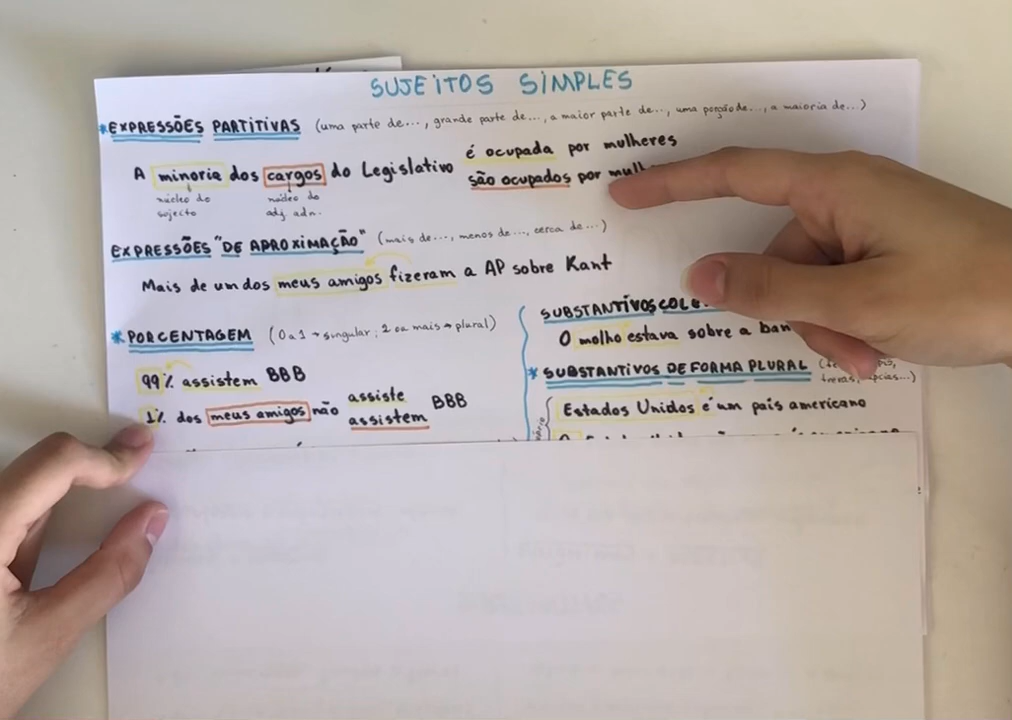 SUJEITOS SIMPLES
*EXPRESSÕES PARTITIVAS (uma parte de..., grande parte de..., a maior parte de..., uma porção de..., a maioria de...)
A minoria dos cargos do Legislativo é ocupada por mulheres
são ocupados por
núcleo do sujeito
núcleo do adj. adn.
EXPRESSÕES "DE APROXIMAÇÃO" (mais de..., menos de..., cerca de...)
Mais de um dos meus amigos fizeram a AP sobre Kant
*PORCENTAGEM (0 a 1 → singular; 2 ou mais → plural)
99% assistem BBB
1% dos meus amigos não assiste BBB
assistem
SUBSTANTIVOS
O molho estava sobre a
*SUBSTANTIVOS DE FORMA PLURAL
Estados Unidos é um país americano